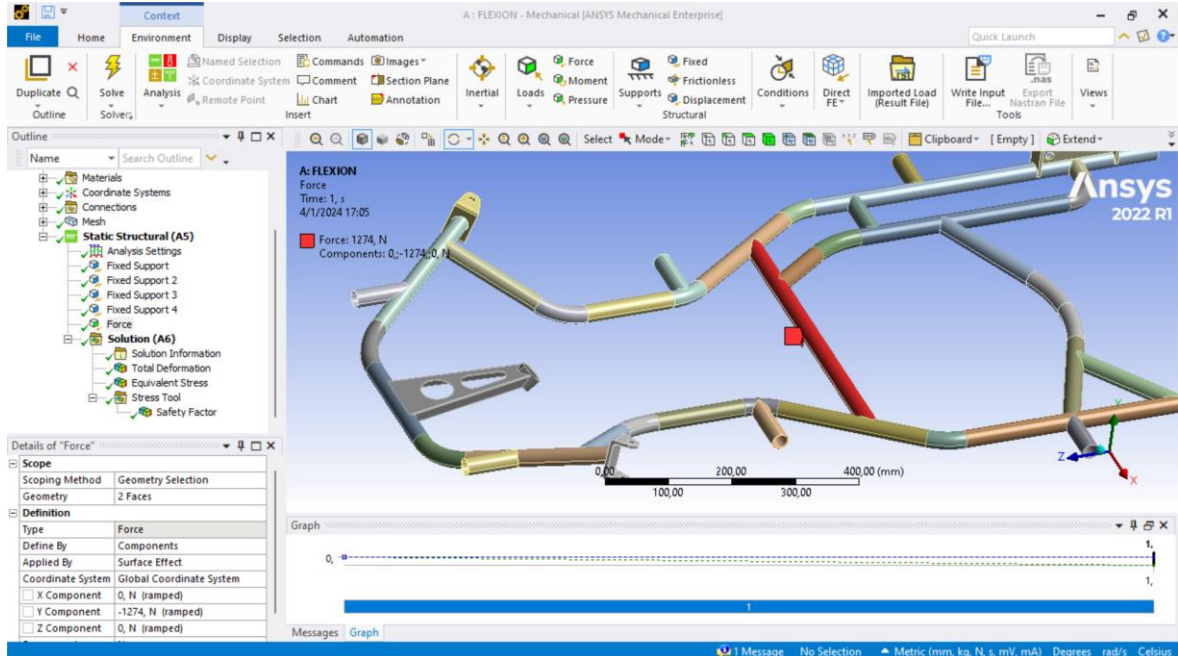 Context
A : FLEXION - Mechanical [ANSYS Mechanical Enterprise]
File Home Environment Display Selection Automation
Quick Launch
Duplicate
Solve
Analysis
Named Selection
Coordinate System
Remote Point
Commands
Comment
Chart
Images
Section Plane
Annotation
Inertial
Loads
Force
Moment
Pressure
Supports
Fixed
Frictionless
Displacement
Conditions
Direct
FE
Imported Load
(Result File)
Write Input
File...
.nas
Export
Nastran File
Views
Outline
Solvers
Insert
Structural
Tools
Outline
Select Mode
Clipboard [ Empty ] Extend
Name Search Outline
Materials
Coordinate Systems
Connections
Mesh
Static Structural (A5)
Analysis Settings
Fixed Support
Fixed Support 2
Fixed Support 3
Fixed Support 4
Force
Solution (A6)
Solution Information
Total Deformation
Equivalent Stress
Stress Tool
Safety Factor
A: FLEXION
Force
Time: 1, s
4/1/2024 17:05
Force: 1274, N
Components: 0,;-1274,;0, N
Ansys
2022 R1
0,00 200,00 400,00 (mm)
100,00 300,00
Y
Z
X
Details of "Force"
Scope
Scoping Method Geometry Selection
Geometry 2 Faces
Definition
Type Force
Define By Components
Applied By Surface Effect
Coordinate System Global Coordinate System
X Component 0, N (ramped)
Y Component -1274, N (ramped)
Z Component 0, N (ramped)
Graph
1,
0,
1,
1
Messages Graph
1 Message No Selection Metric (mm, kg, N, s, mV, mA) Degrees rad/s Celsius